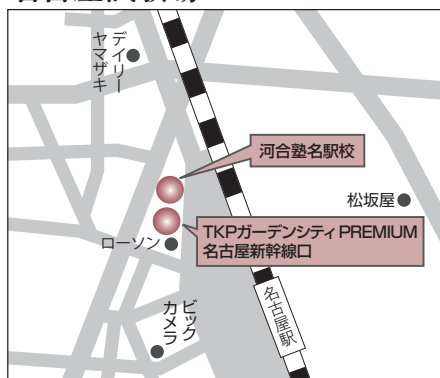 デイリー
ヤマザキ
河合塾名駅校
松坂屋
TKPガーデンシティPREMIUM
名古屋新幹線口
ローソン
名古屋駅
ビック
カメラ